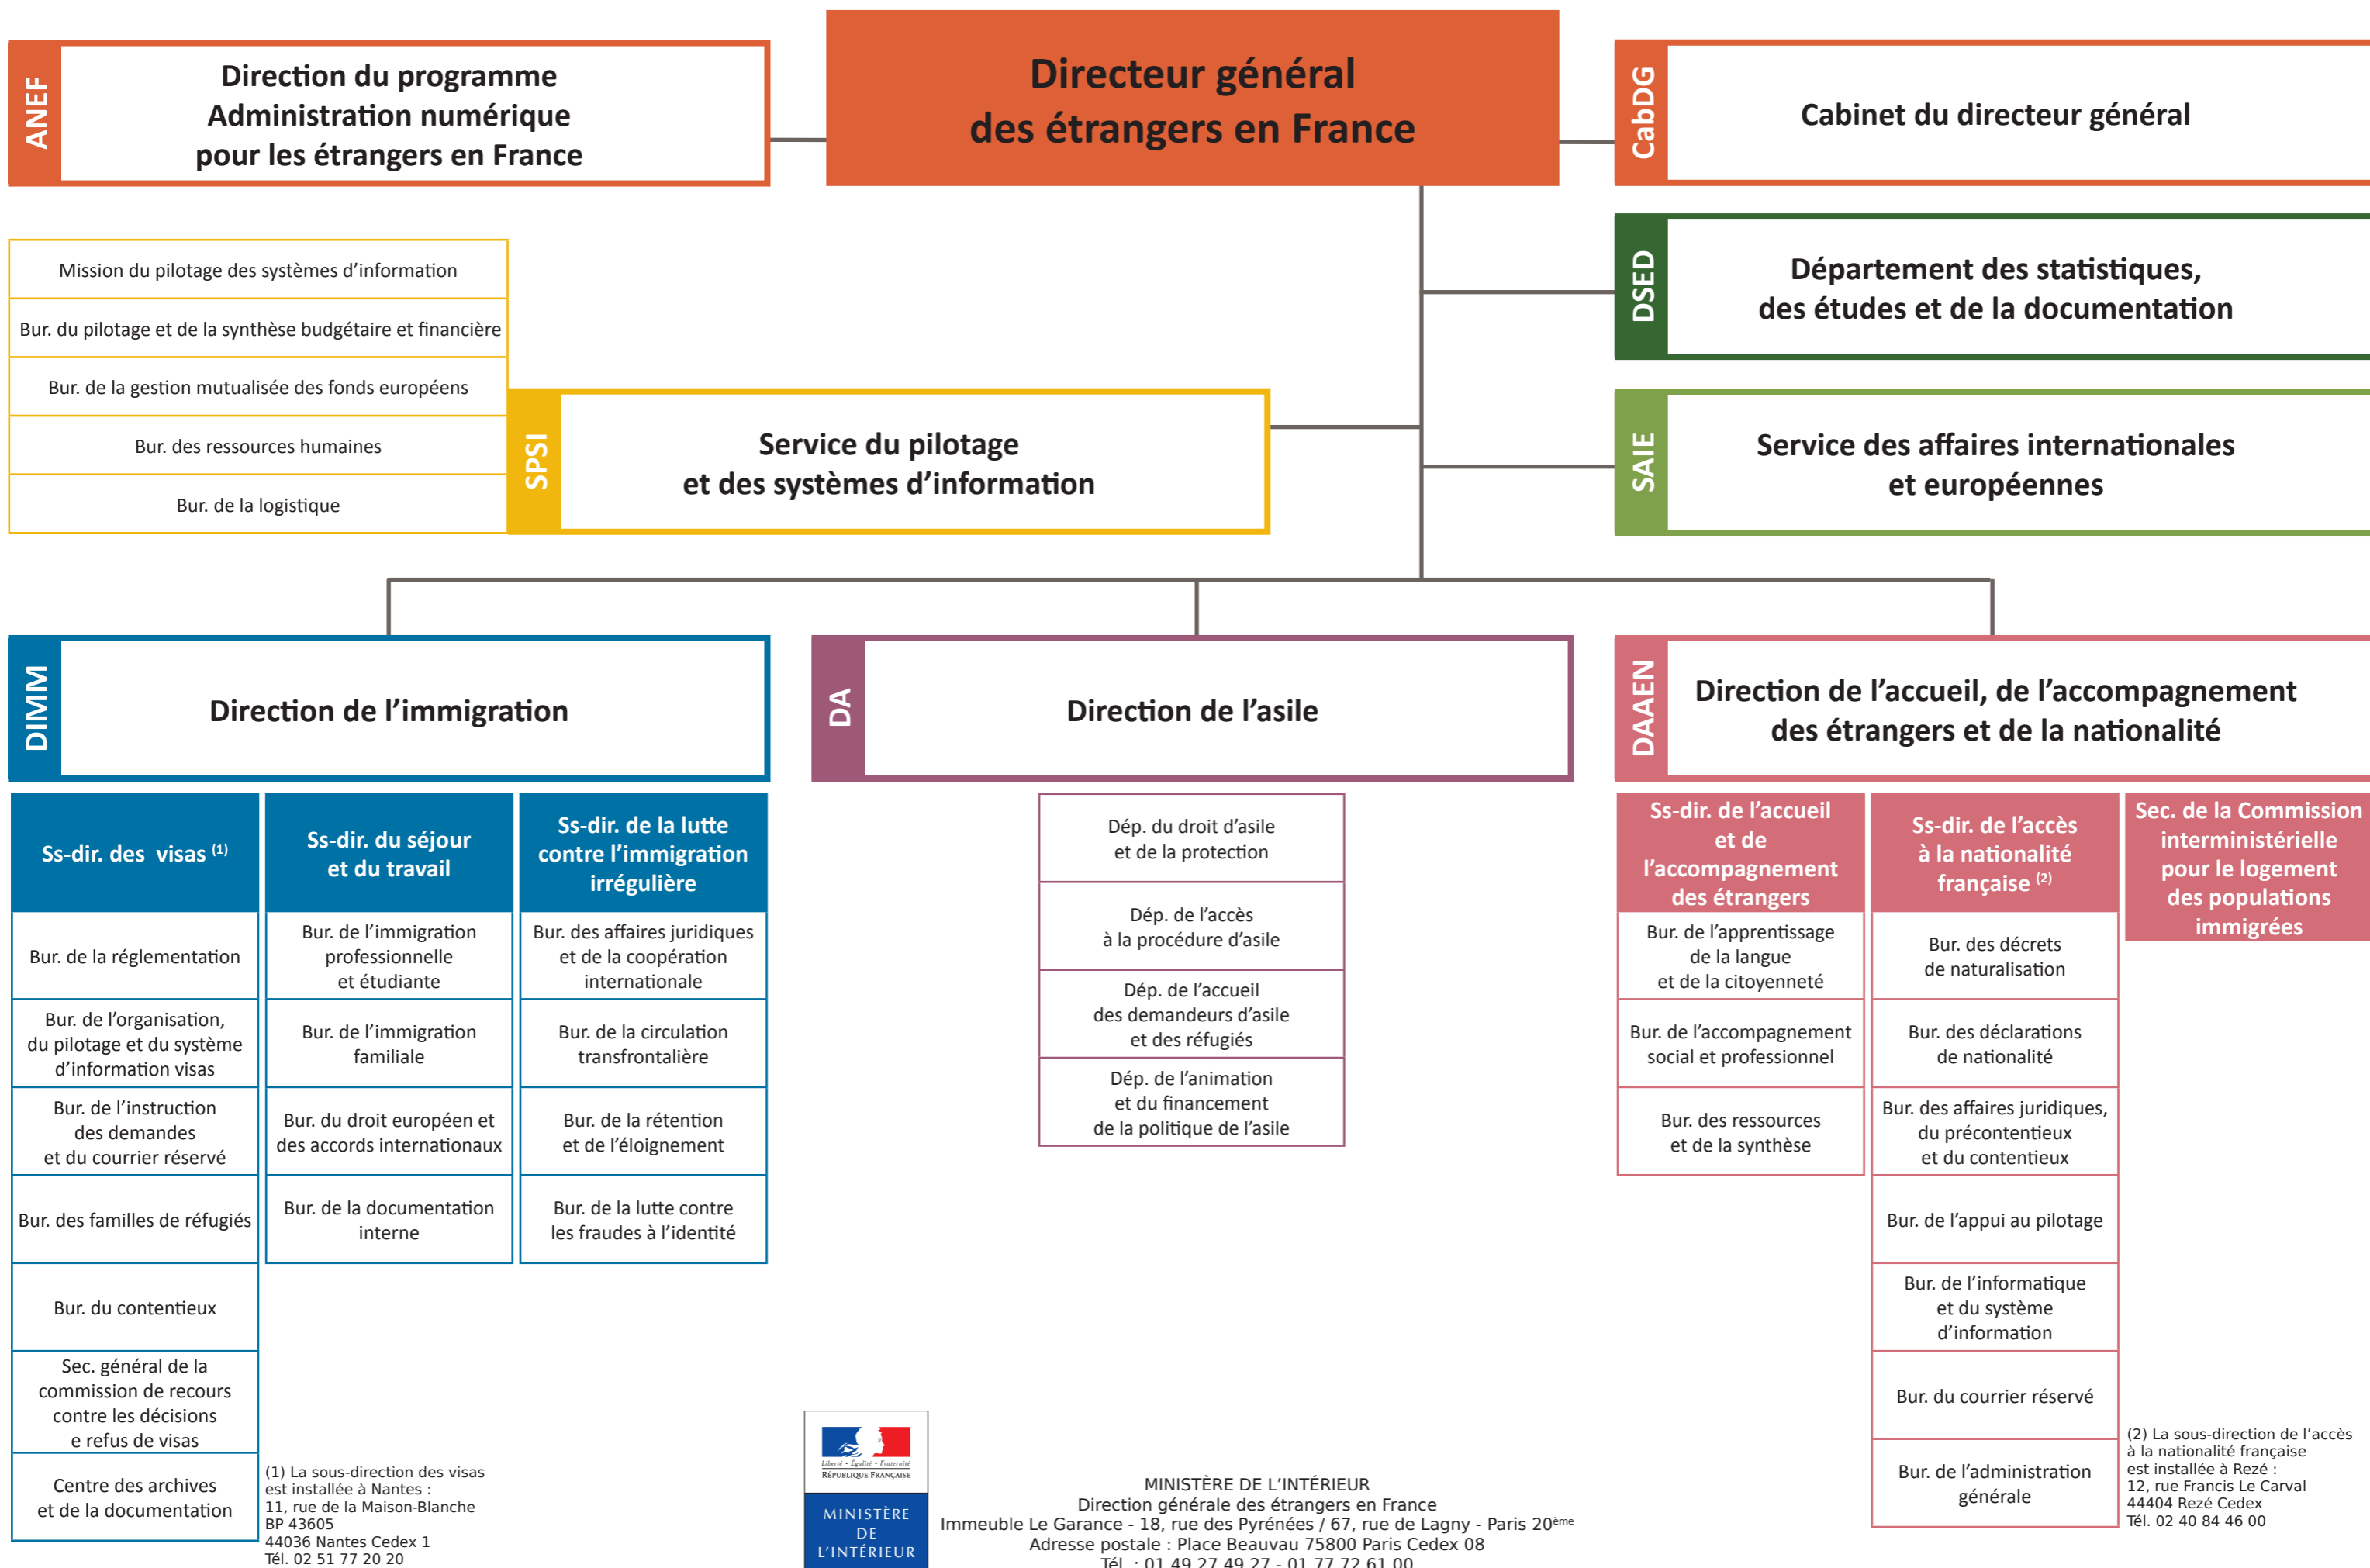 ANEF
Direction du programme
Administration numérique
pour les étrangers en France
Directeur général
des étrangers en France
CabDG
Cabinet du directeur général
DSED
Département des statistiques,
des études et de la documentation
Mission du pilotage des systèmes d’information
Bur. du pilotage et de la synthèse budgétaire et financière
Bur. de la gestion mutualisée des fonds européens
Bur. des ressources humaines
Bur. de la logistique
SPSI
Service du pilotage
et des systèmes d’information
SAIE
Service des affaires internationales
et européennes
DIMM
Direction de l’immigration
DA
Direction de l’asile
DAAEN
Direction de l’accueil, de l’accompagnement
des étrangers et de la nationalité
Ss-dir. des visas (1)
Bur. de la réglementation
Bur. de l’organisation,
du pilotage et du système
d’information visas
Bur. de l’instruction
des demandes
et du courrier réservé
Bur. des familles de réfugiés
Bur. du contentieux
Sec. général de la
commission de recours
contre les décisions
e refus de visas
Centre des archives
et de la documentation
Ss-dir. du séjour
et du travail
Bur. de l’immigration
professionnelle
et étudiante
Bur. de l’immigration
familiale
Bur. du droit européen et
des accords internationaux
Bur. de la documentation
interne
Ss-dir. de la lutte
contre l’immigration
irrégulière
Bur. des affaires juridiques
et de la coopération
internationale
Bur. de la circulation
transfrontalière
Bur. de la rétention
et de l’éloignement
Bur. de la lutte contre
les fraudes à l’identité
Dép. du droit d’asile
et de la protection
Dép. de l’accès
à la procédure d’asile
Dép. de l’accueil
des demandeurs d’asile
et des réfugiés
Dép. de l’animation
et du financement
de la politique de l’asile
Ss-dir. de l’accueil
et de
l’accompagnement
des étrangers
Bur. de l’apprentissage
de la langue
et de la citoyenneté
Bur. de l’accompagnement
social et professionnel
Bur. des ressources
et de la synthèse
Ss-dir. de l’accès
à la nationalité
française (2)
Bur. des décrets
de naturalisation
Bur. des déclarations
de nationalité
Bur. des affaires juridiques,
du précontentieux
et du contentieux
Bur. de l’appui au pilotage
Bur. de l’informatique
et du système
d’information
Bur. du courrier réservé
Bur. de l’administration
générale
Sec. de la Commission
interministérielle
pour le logement
des populations
immigrées
(1) La sous-direction des visas
est installée à Nantes :
11, rue de la Maison-Blanche
BP 43605
44036 Nantes Cedex 1
Tél. 02 51 77 20 20
Liberté • Égalité • Fraternité
RÉPUBLIQUE FRANÇAISE
MINISTÈRE
DE
L’INTÉRIEUR
MINISTÈRE DE L’INTÉRIEUR
Direction générale des étrangers en France
Immeuble Le Garance - 18, rue des Pyrénées / 67, rue de Lagny - Paris 20ème
Adresse postale : Place Beauvau 75800 Paris Cedex 08
Tél. : 01 49 27 49 27 - 01 77 72 61 00
(2) La sous-direction de l’accès
à la nationalité française
est installée à Rezé :
12, rue Francis Le Carval
44404 Rezé Cedex
Tél. 02 40 84 46 00